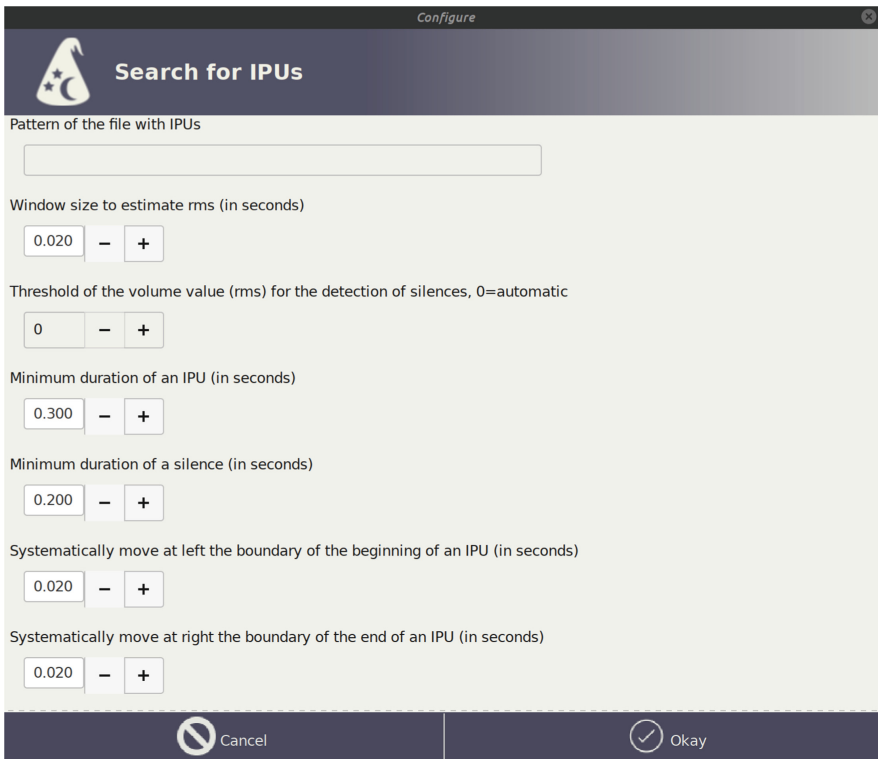 Configure
Search for IPUs
Pattern of the file with IPUs
Window size to estimate rms (in seconds)
0.020 − +
Threshold of the volume value (rms) for the detection of silences, 0=automatic
0 − +
Minimum duration of an IPU (in seconds)
0.300 − +
Minimum duration of a silence (in seconds)
0.200 − +
Systematically move at left the boundary of the beginning of an IPU (in seconds)
0.020 − +
Systematically move at right the boundary of the end of an IPU (in seconds)
0.020 − +
Cancel Okay